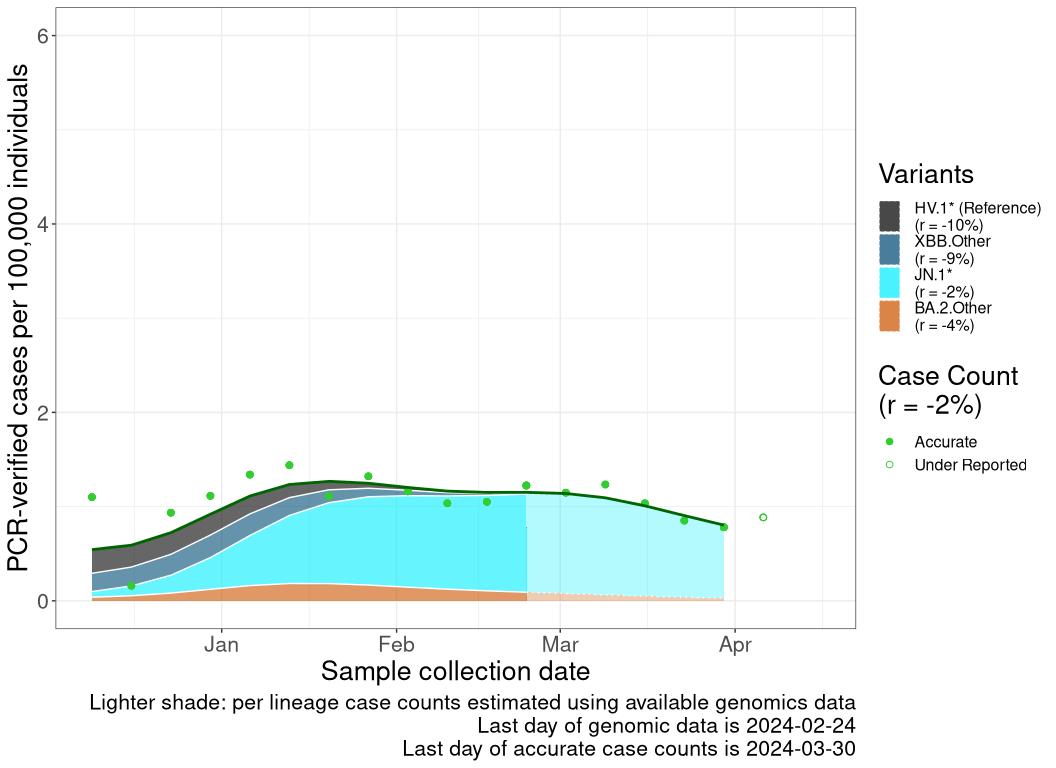 PCR-verified cases per 100,000 individuals
6
4
2
0
Jan
Feb
Mar
Apr
Sample collection date
Lighter shade: per lineage case counts estimated using available genomics data
Last day of genomic data is 2024-02-24
Last day of accurate case counts is 2024-03-30
Variants
HV.1* (Reference)
(r = -10%)
XBB.Other
(r = -9%)
JN.1*
(r = -2%)
BA.2.Other
(r = -4%)
Case Count
(r = -2%)
Accurate
Under Reported